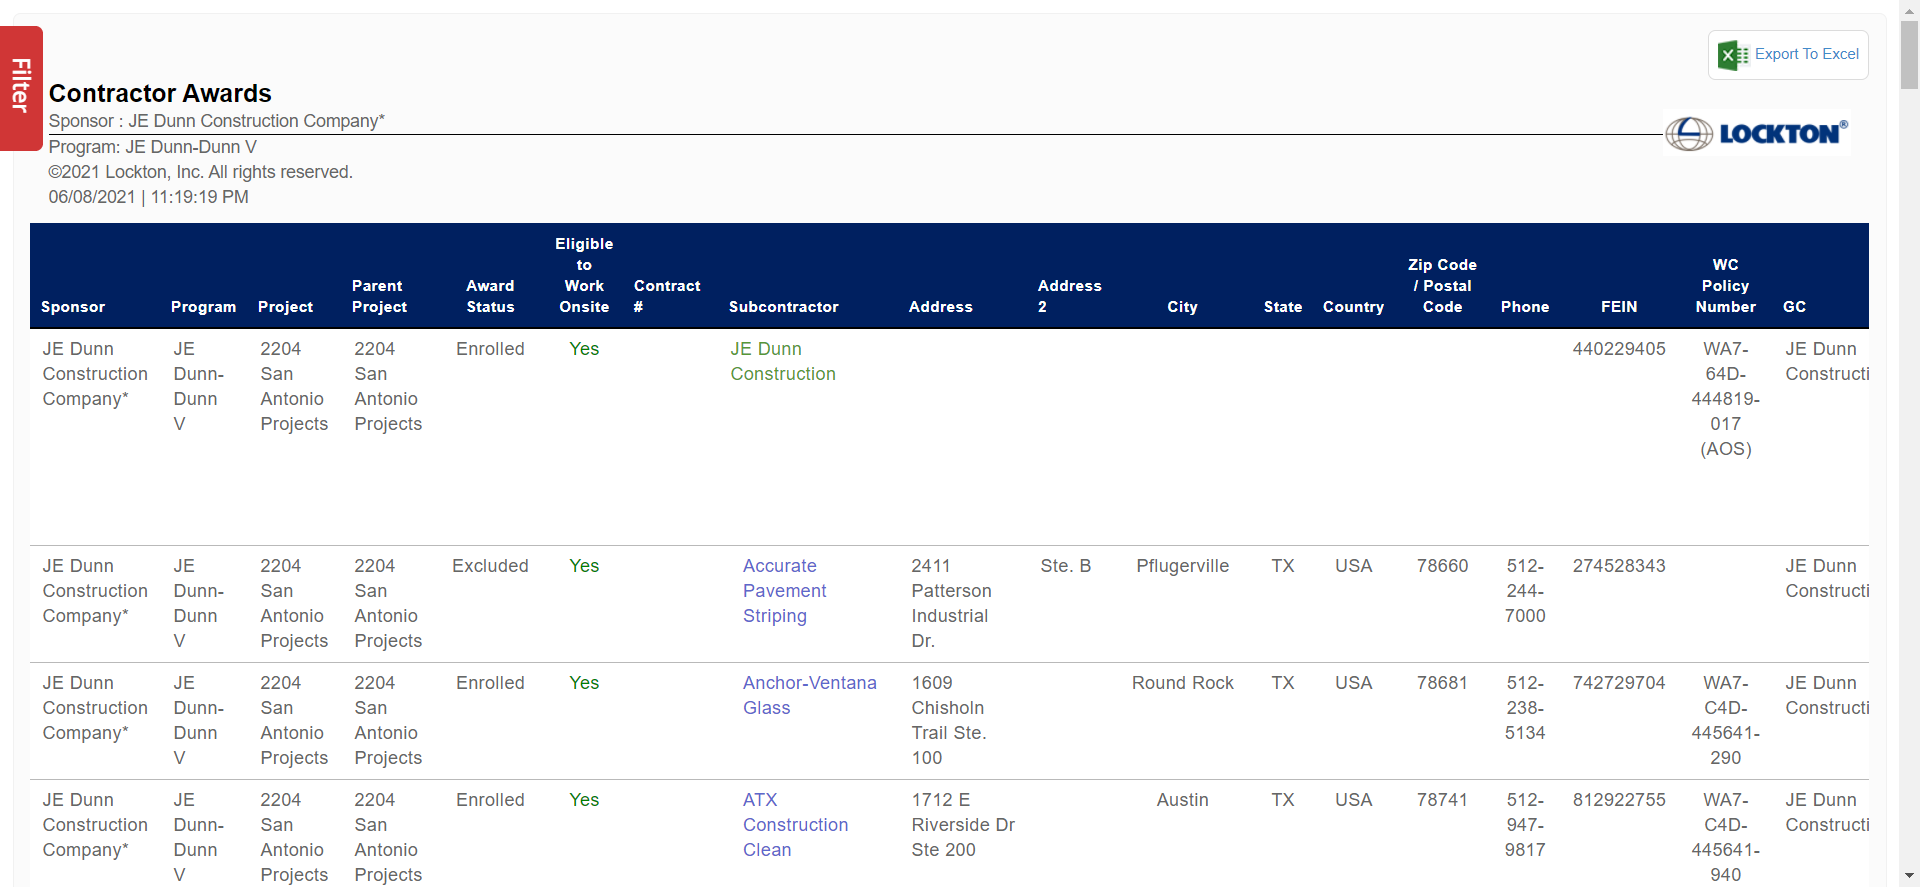 Filter
Export To Excel
Contractor Awards
Sponsor : JE Dunn Construction Company*
LOCKTON®
Program: JE Dunn-Dunn V
©2021 Lockton, Inc. All rights reserved.
06/08/2021 | 11:19:19 PM
Sponsor
Program
Project
Parent
Project
Award
Status
Eligible
to
Work
Onsite
Contract
#
Subcontractor
Address
Address
2
City
State
Country
Zip Code
/ Postal
Code
Phone
FEIN
WC
Policy
Number
GC
JE Dunn
Construction
Company*
JE
Dunn-
Dunn
V
2204
San
Antonio
Projects
2204
San
Antonio
Projects
Enrolled
Yes
JE Dunn
Construction
440229405
WA7-
64D-
444819-
017
(AOS)
JE Dunn
Constructi
JE Dunn
Construction
Company*
JE
Dunn-
Dunn
V
2204
San
Antonio
Projects
2204
San
Antonio
Projects
Excluded
Yes
Accurate
Pavement
Striping
2411
Patterson
Industrial
Dr.
Ste. B
Pflugerville
TX
USA
78660
512-
244-
7000
274528343
JE Dunn
Constructi
JE Dunn
Construction
Company*
JE
Dunn-
Dunn
V
2204
San
Antonio
Projects
2204
San
Antonio
Projects
Enrolled
Yes
Anchor-Ventana
Glass
1609
Chisholn
Trail Ste.
100
Round Rock
TX
USA
78681
512-
238-
5134
742729704
WA7-
C4D-
445641-
290
JE Dunn
Constructi
JE Dunn
Construction
Company*
JE
Dunn-
Dunn
V
2204
San
Antonio
Projects
2204
San
Antonio
Projects
Enrolled
Yes
ATX
Construction
Clean
1712 E
Riverside Dr
Ste 200
Austin
TX
USA
78741
512-
947-
9817
812922755
WA7-
C4D-
445641-
940
JE Dunn
Constructi